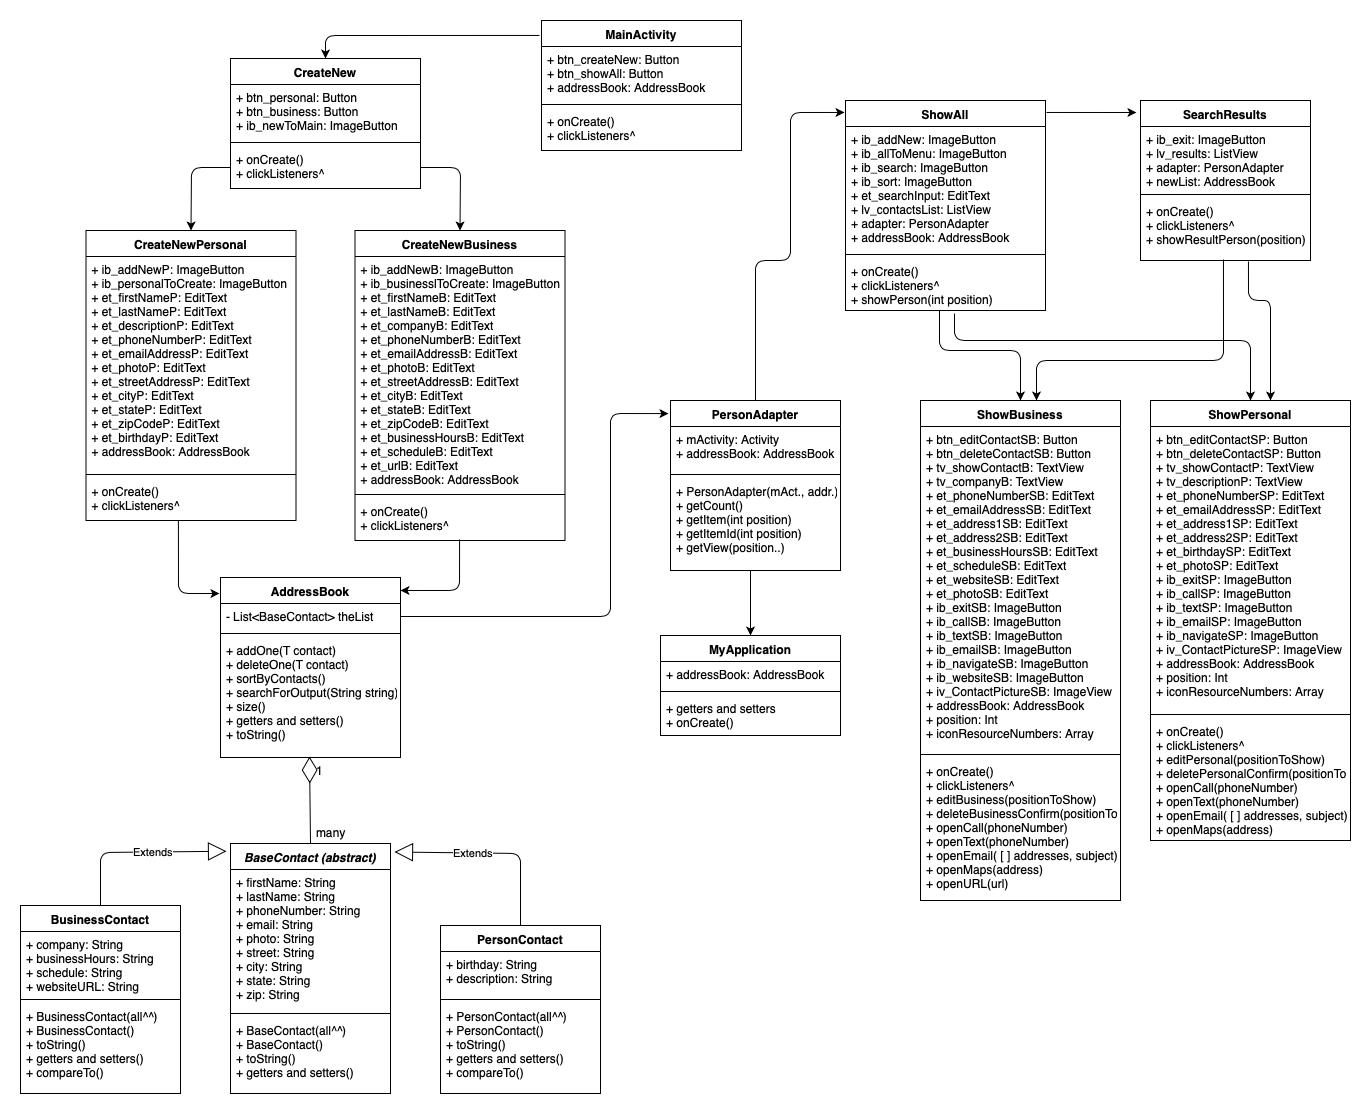 MainActivity
+ btn_createNew: Button
+ btn_showAll: Button
+ addressBook: AddressBook
+ onCreate()
+ clickListeners^
CreateNew
+ btn_personal: Button
+ btn_business: Button
+ ib_newToMain: ImageButton
+ onCreate()
+ clickListeners^
ShowAll
+ ib_addNew: ImageButton
+ ib_allToMenu: ImageButton
+ ib_search: ImageButton
+ ib_sort: ImageButton
+ et_searchInput: EditText
+ lv_contactsList: ListView
+ adapter: PersonAdapter
+ addressBook: AddressBook
+ onCreate()
+ clickListeners^
+ showPerson(int position)
SearchResults
+ ib_exit: ImageButton
+ lv_results: ListView
+ adapter: PersonAdapter
+ newList: AddressBook
+ onCreate()
+ clickListeners^
+ showResultPerson(position)
CreateNewPersonal
+ ib_addNewP: ImageButton
+ ib_personalToCreate: ImageButton
+ et_firstNameP: EditText
+ et_lastNameP: EditText
+ et_descriptionP: EditText
+ et_phoneNumberP: EditText
+ et_emailAddressP: EditText
+ et_photoP: EditText
+ et_streetAddressP: EditText
+ et_cityP: EditText
+ et_stateP: EditText
+ et_zipCodeP: EditText
+ et_birthdayP: EditText
+ addressBook: AddressBook
+ onCreate()
+ clickListeners^
CreateNewBusiness
+ ib_addNewB: ImageButton
+ ib_businesslToCreate: ImageButton
+ et_firstNameB: EditText
+ et_lastNameB: EditText
+ et_companyB: EditText
+ et_phoneNumberB: EditText
+ et_emailAddressB: EditText
+ et_photoB: EditText
+ et_streetAddressB: EditText
+ et_cityB: EditText
+ et_stateB: EditText
+ et_zipCodeB: EditText
+ et_businessHoursB: EditText
+ et_scheduleB: EditText
+ et_urlB: EditText
+ addressBook: AddressBook
+ onCreate()
+ clickListeners^
PersonAdapter
+ mActivity: Activity
+ addressBook: AddressBook
+ PersonAdapter(mAct., addr.)
+ getCount()
+ getItem(int position)
+ getItemId(int position)
+ getView(position..)
ShowBusiness
+ btn_editContactSB: Button
+ btn_deleteContactSB: Button
+ tv_showContactB: TextView
+ tv_companyB: TextView
+ et_phoneNumberSB: EditText
+ et_emailAddressSB: EditText
+ et_address1SB: EditText
+ et_address2SB: EditText
+ et_businessHoursSB: EditText
+ et_scheduleSB: EditText
+ et_websiteSB: EditText
+ et_photoSB: EditText
+ ib_exitSB: ImageButton
+ ib_callSB: ImageButton
+ ib_textSB: ImageButton
+ ib_emailSB: ImageButton
+ ib_navigateSB: ImageButton
+ ib_websiteSB: ImageButton
+ iv_ContactPictureSB: ImageView
+ addressBook: AddressBook
+ position: Int
+ iconResourceNumbers: Array
+ onCreate()
+ clickListeners^
+ editBusiness(positionToShow)
+ deleteBusinessConfirm(positionTo
+ openCall(phoneNumber)
+ openText(phoneNumber)
+ openEmail( [ ] addresses, subject)
+ openMaps(address)
+ openURL(url)
ShowPersonal
+ btn_editContactSP: Button
+ btn_deleteContactSP: Button
+ tv_showContactP: TextView
+ tv_descriptionP: TextView
+ et_phoneNumberSP: EditText
+ et_emailAddressSP: EditText
+ et_address1SP: EditText
+ et_address2SP: EditText
+ et_birthdaySP: EditText
+ et_photoSP: EditText
+ ib_exitSP: ImageButton
+ ib_callSP: ImageButton
+ ib_textSP: ImageButton
+ ib_emailSP: ImageButton
+ ib_navigateSP: ImageButton
+ iv_ContactPictureSP: ImageView
+ addressBook: AddressBook
+ position: Int
+ iconResourceNumbers: Array
+ onCreate()
+ clickListeners^
+ editPersonal(positionToShow)
+ deletePersonalConfirm(positionTo
+ openCall(phoneNumber)
+ openText(phoneNumber)
+ openEmail( [ ] addresses, subject)
+ openMaps(address)
AddressBook
- List<BaseContact> theList
+ addOne(T contact)
+ deleteOne(T contact)
+ sortByContacts()
+ searchForOutput(String string)
+ size()
+ getters and setters()
+ toString()
MyApplication
+ addressBook: AddressBook
+ getters and setters
+ onCreate()
1
many
Extends
Extends
BaseContact (abstract)
+ firstName: String
+ lastName: String
+ phoneNumber: String
+ email: String
+ photo: String
+ street: String
+ city: String
+ state: String
+ zip: String
+ BaseContact(all^^)
+ BaseContact()
+ toString()
+ getters and setters()
BusinessContact
+ company: String
+ businessHours: String
+ schedule: String
+ websiteURL: String
+ BusinessContact(all^^)
+ BusinessContact()
+ toString()
+ getters and setters()
+ compareTo()
PersonContact
+ birthday: String
+ description: String
+ PersonContact(all^^)
+ PersonContact()
+ toString()
+ getters and setters()
+ compareTo()